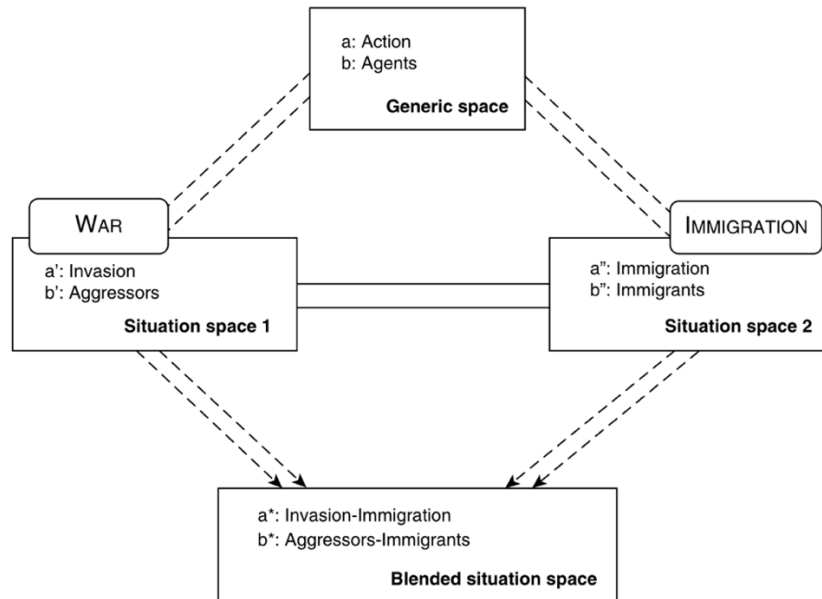 a: Action
b: Agents
Generic space
WAR
IMMIGRATION
a': Invasion
b': Aggressors
Situation space 1
a”: Immigration
b”: Immigrants
Situation space 2
a*: Invasion-Immigration
b*: Aggressors-Immigrants
Blended situation space